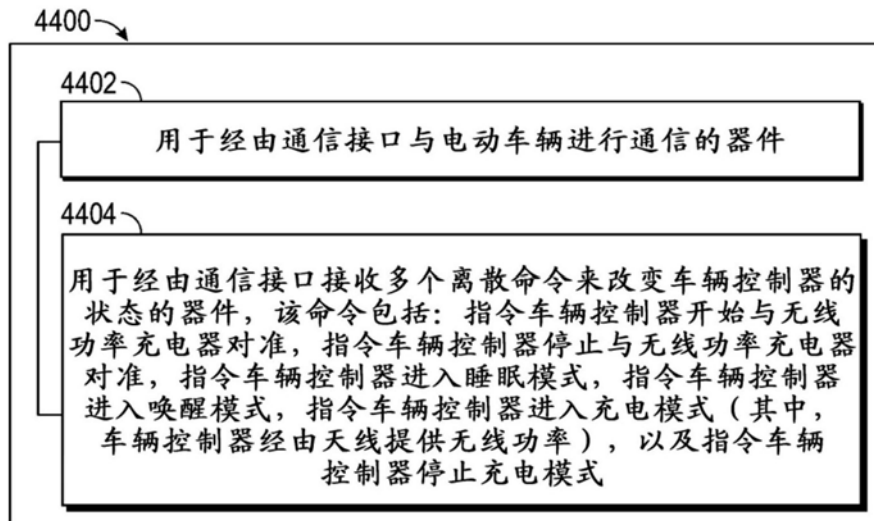 4400
4402
用于经由通信接口与电动车辆进行通信的器件
4404
用于经由通信接口接收多个离散命令来改变车辆控制器的
状态的器件，该命令包括：指令车辆控制器开始与无线
功率充电器对准，指令车辆控制器停止与无线功率充电器
对准，指令车辆控制器进入睡眠模式，指令车辆控制器
进入唤醒模式，指令车辆控制器进入充电模式（其中，
车辆控制器经由天线提供无线功率），以及指令车辆
控制器停止充电模式